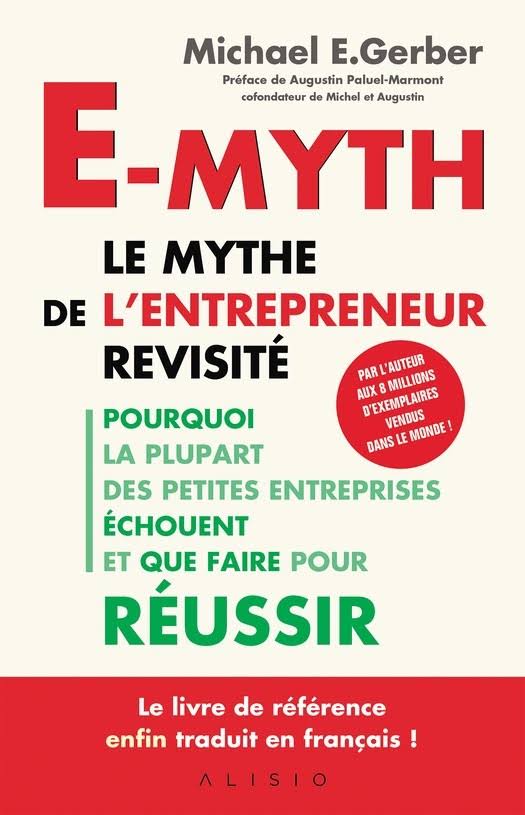 Michael E.Gerber
Préface de Augustin Paluel-Marmont
cofondateur de Michel et Augustin
E-MYTH
LE MYTHE
DE L'ENTREPRENEUR
REVISITÉ
PAR L'AUTEUR
AUX 8 MILLIONS
D'EXEMPLAIRES
VENDUS
DANS LE MONDE !
POURQUOI
LA PLUPART
DES PETITES ENTREPRISES
ÉCHOUENT
ET QUE FAIRE POUR
RÉUSSIR
Le livre de référence
enfin traduit en français !
ALISIO